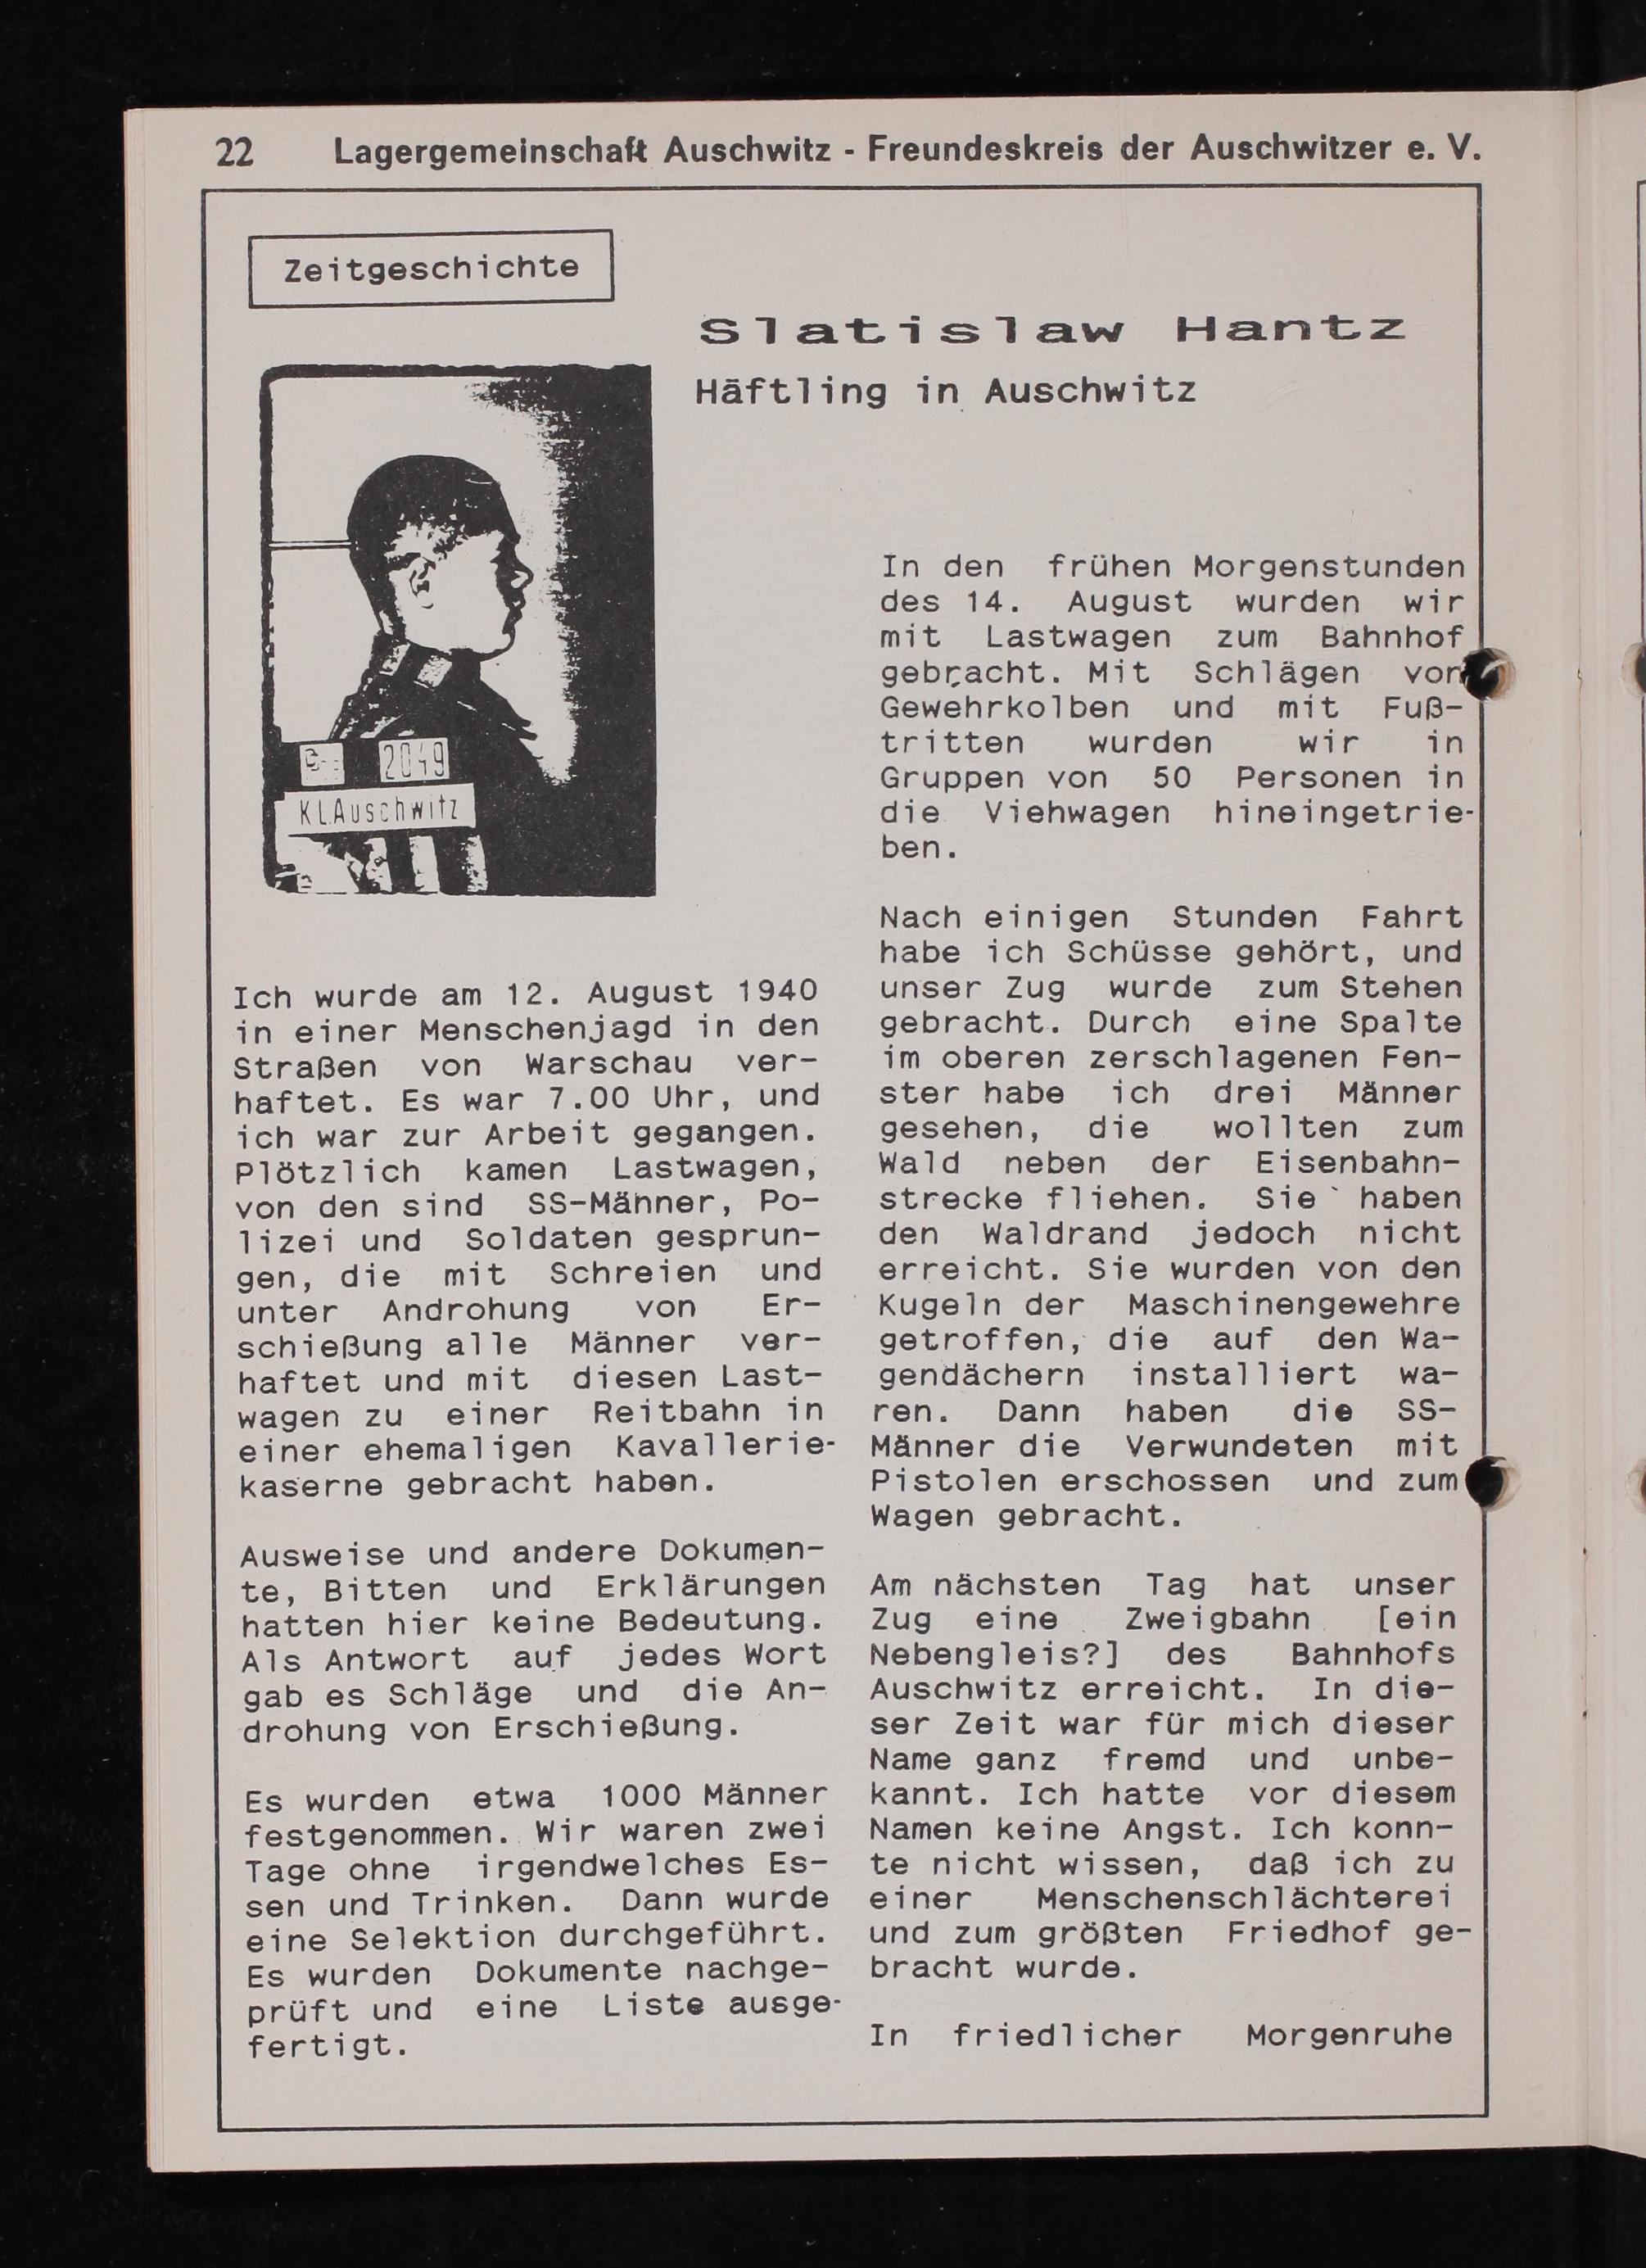 22 Lagergemeinschaft Auschwitz - Freundeskreis der Auschwitzer e. V.
Zeitgeschichte
Slatislaw Hantz
Häftling in Auschwitz
2049
KLAuschwitz
Ich wurde am 12. August 1940
in einer Menschenjagd in den
Straßen von Warschau ver-
haftet. Es war 7.00 Uhr, und
ich war zur Arbeit gegangen.
Plötzlich kamen Lastwagen,
von den sind SS-Männer, Po-
lizei und Soldaten gesprun-
gen, die mit Schreien und
unter Androhung von Er-
schießung alle Männer ver-
haftet und mit diesen Last-
wagen zu einer Reitbahn in
einer ehemaligen Kavallerie-
kaserne gebracht haben.
Ausweise und andere Dokumen-
te, Bitten und Erklärungen
hatten hier keine Bedeutung.
Als Antwort auf jedes Wort
gab es Schläge und die An-
drohung von Erschießung.
Es wurden etwa 1000 Männer
festgenommen. Wir waren zwei
Tage ohne irgendwelches Es-
sen und Trinken. Dann wurde
eine Selektion durchgeführt.
Es wurden Dokumente nachge-
prüft und eine Liste ausge-
fertigt.
In den frühen Morgenstunden
des 14. August wurden wir
mit Lastwagen zum Bahnhof
gebracht. Mit Schlägen von
Gewehrkolben und mit Fuß-
tritten wurden wir in
Gruppen von 50 Personen in
die Viehwagen hineingetrie-
ben.
Nach einigen Stunden Fahrt
habe ich Schüsse gehört, und
unser Zug wurde zum Stehen
gebracht. Durch eine Spalte
im oberen zerschlagenen Fen-
ster habe ich drei Männer
gesehen, die wollten zum
Wald neben der Eisenbahn-
strecke fliehen. Sie haben
den Waldrand jedoch nicht
erreicht. Sie wurden von den
Kugeln der Maschinengewehre
getroffen, die auf den Wa-
gendächern installiert wa-
ren. Dann haben die SS-
Männer die Verwundeten mit
Pistolen erschossen und zum
Wagen gebracht.
Am nächsten Tag hat unser
Zug eine Zweigbahn [ein
Nebengleis?] des Bahnhofs
Auschwitz erreicht. In die-
ser Zeit war für mich dieser
Name ganz fremd und unbe-
kannt. Ich hatte vor diesem
Namen keine Angst. Ich konn-
te nicht wissen, daß ich zu
einer Menschenschlächterei
und zum größten Friedhof ge-
bracht wurde.
In friedlicher Morgenruhe